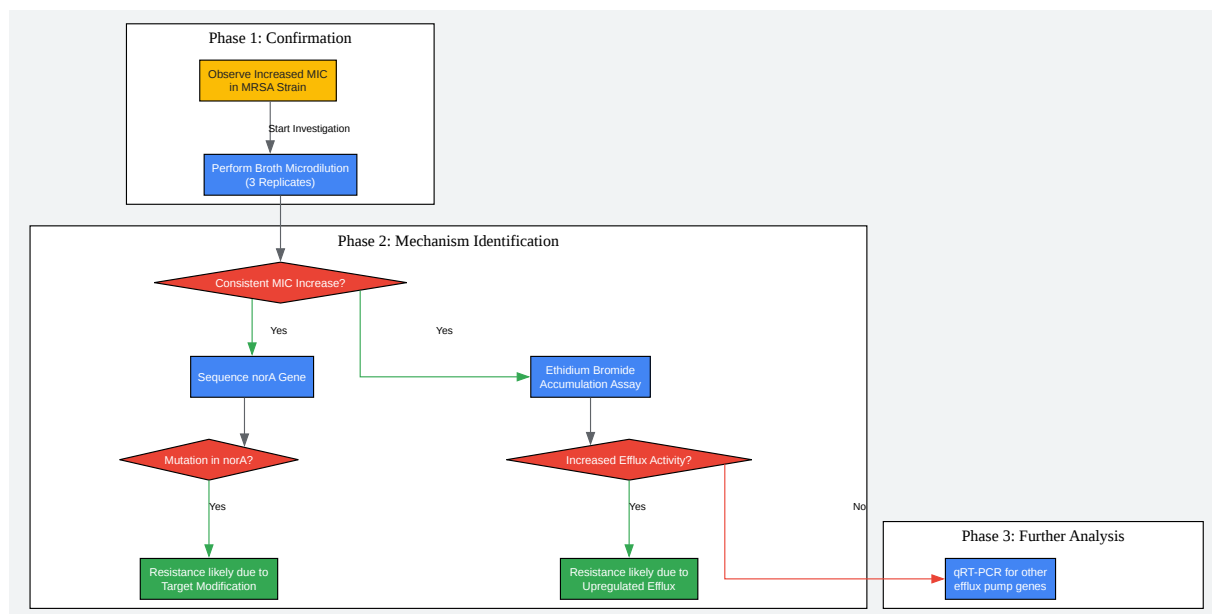 Phase 1: Confirmation
Observe Increased MIC
in MRSA Strain
Start Investigation
Perform Broth Microdilution
(3 Replicates)
Phase 2: Mechanism Identification
Consistent MIC Increase?
Yes
Yes
Sequence norA Gene
Ethidium Bromide
Accumulation Assay
Mutation in norA?
Increased Efflux Activity?
Yes
Yes
No
Resistance likely due to
Target Modification
Resistance likely due to
Upregulated Efflux
Phase 3: Further Analysis
qRT-PCR for other
efflux pump genes